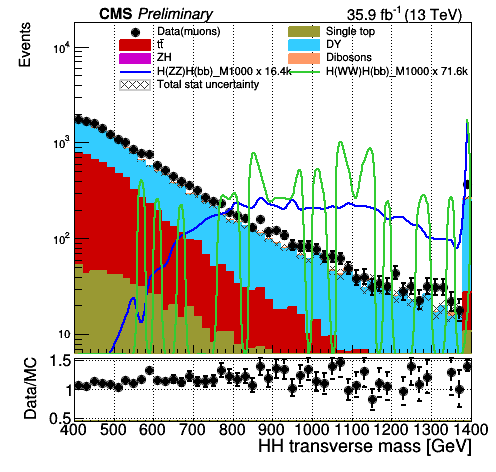 CMS Preliminary 35.9 fb⁻¹ (13 TeV)
Events
Data(muons) Single top
tt̄ DY
ZH Dibosons
H(ZZ)H(bb)_M1000 x 16.4k H(WW)H(bb)_M1000 x 71.6k
Total stat uncertainty
10⁴
10³
10²
10
Data/MC
1.5
1
0.5
400 500 600 700 800 900 1000 1100 1200 1300 1400
HH transverse mass [GeV]